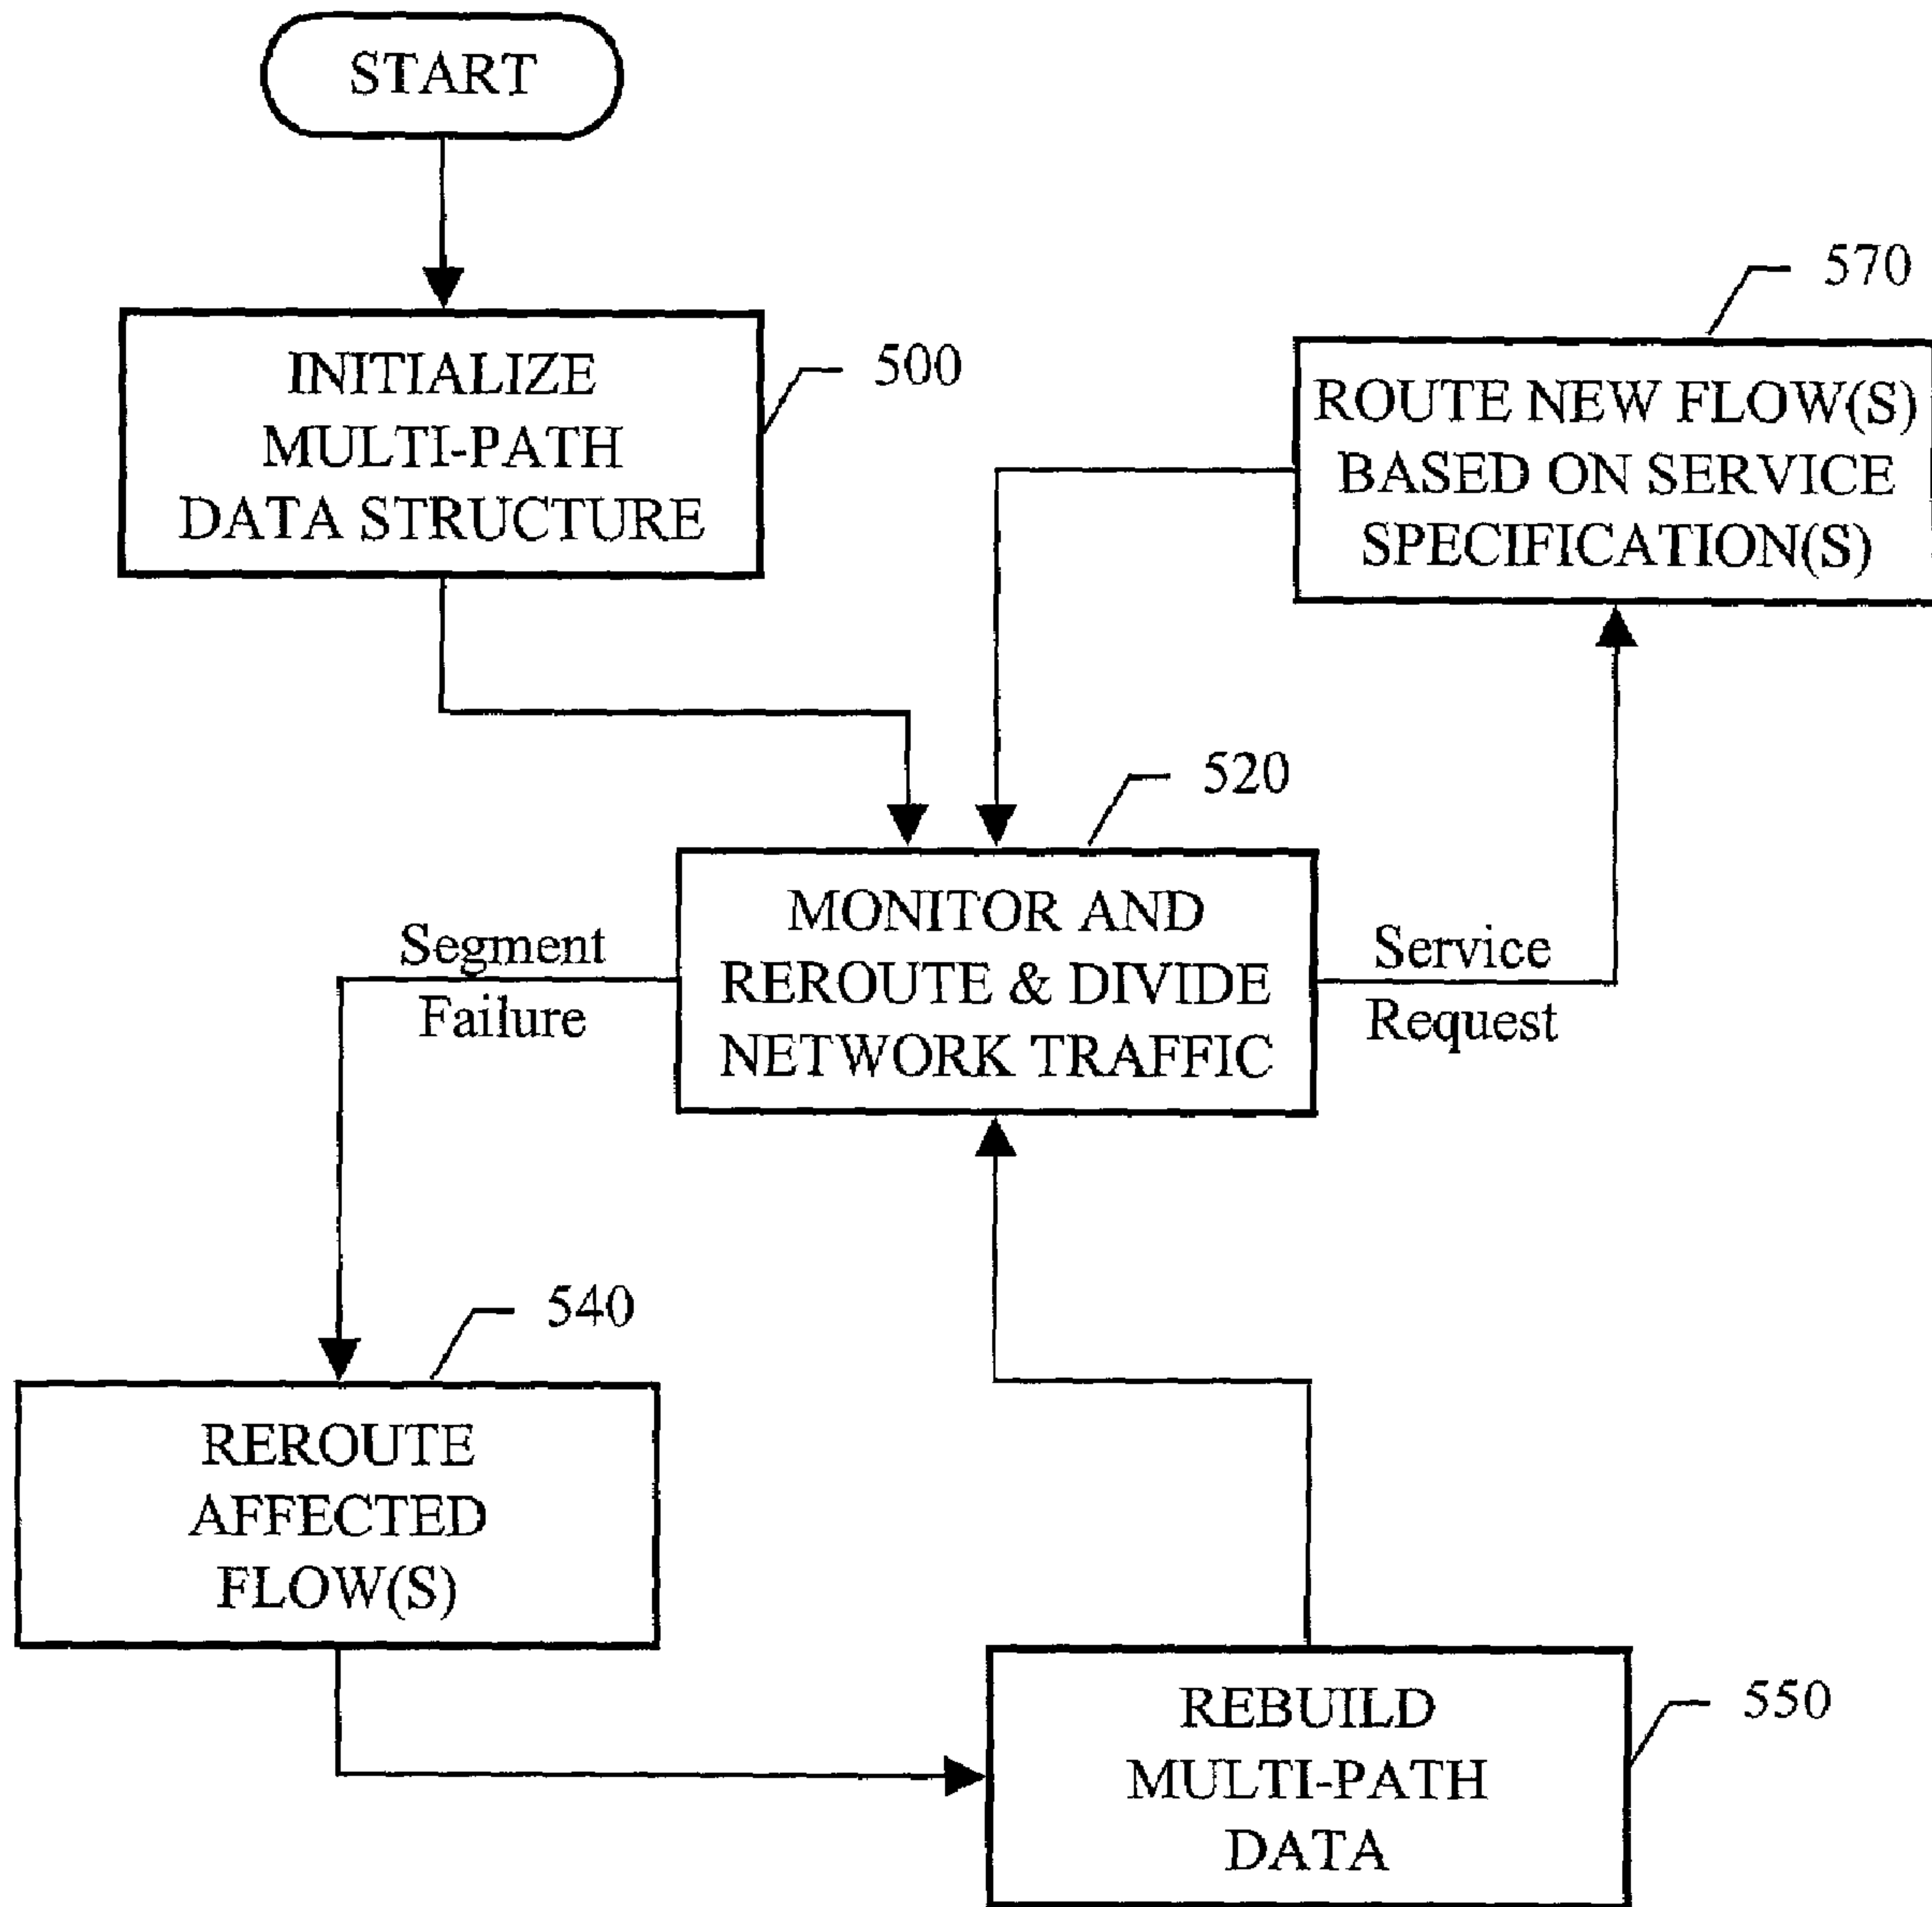 START
INITIALIZE
MULTI-PATH
DATA STRUCTURE
500
570
ROUTE NEW FLOW(S)
BASED ON SERVICE
SPECIFICATION(S)
520
MONITOR AND
REROUTE & DIVIDE
NETWORK TRAFFIC
Segment
Failure
Service
Request
540
REROUTE
AFFECTED
FLOW(S)
REBUILD
MULTI-PATH
DATA
550